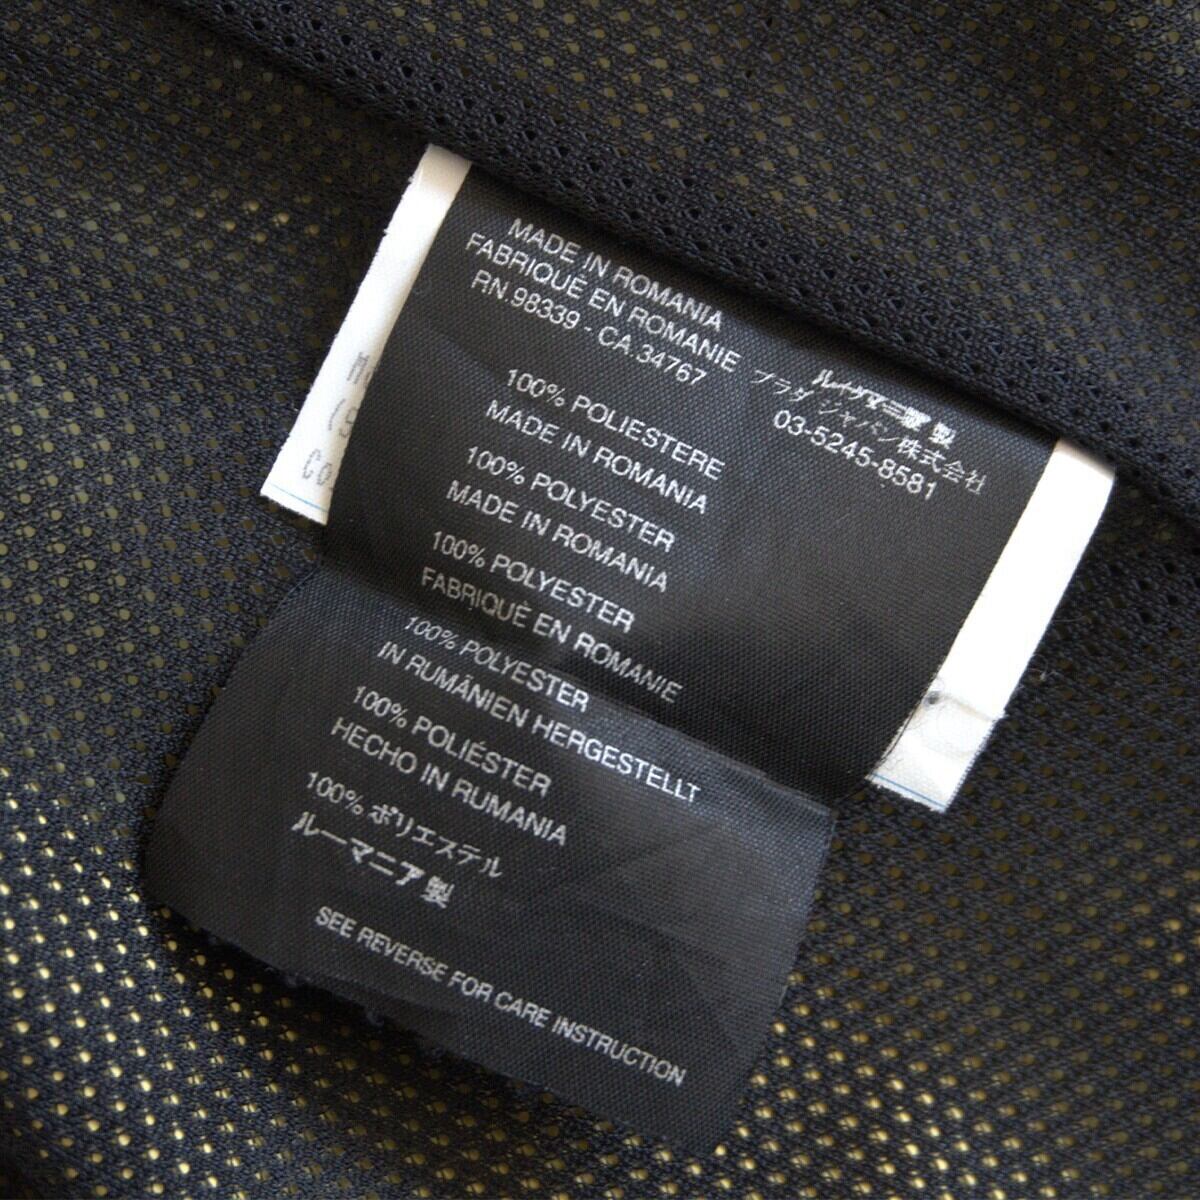 MADE IN ROMANIA
FABRIQUÉ EN ROMANIE
RN.98339 - CA.34767
プラダ ジャパン株式会社
03-5245-8581
100% POLIESTERE
MADE IN ROMANIA
100% POLYESTER
MADE IN ROMANIA
100% POLYESTER
FABRIQUÉ EN ROMANIE
100% POLYESTER
IN RUMÄNIEN HERGESTELLT
100% POLIÉSTER
HECHO IN RUMANIA
100% ポリエステル
ルーマニア製
SEE REVERSE FOR CARE INSTRUCTION